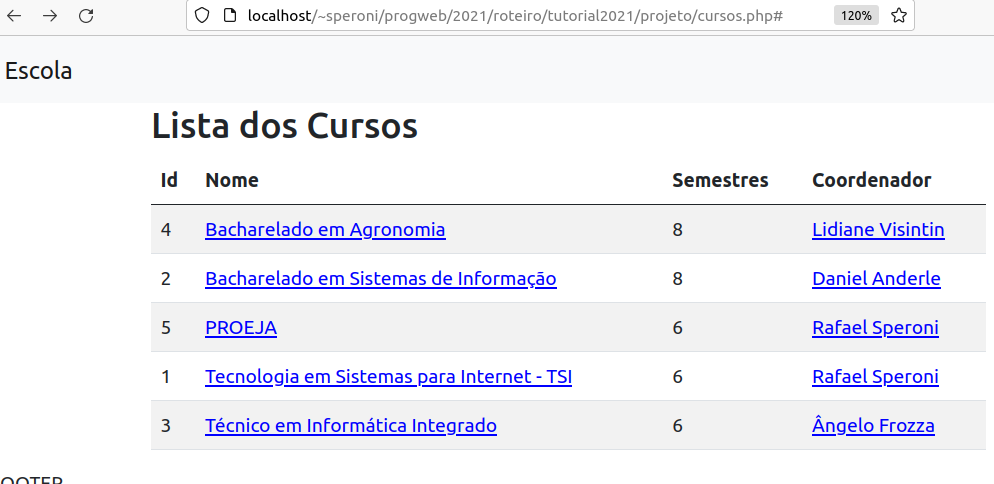 localhost/~speroni/progweb/2021/roteiro/tutorial2021/projeto/cursos.php# 120%
Escola
Lista dos Cursos
Id Nome Semestres Coordenador
4 Bacharelado em Agronomia 8 Lidiane Visintin
2 Bacharelado em Sistemas de Informação 8 Daniel Anderle
5 PROEJA 6 Rafael Speroni
1 Tecnologia em Sistemas para Internet - TSI 6 Rafael Speroni
3 Técnico em Informática Integrado 6 Ângelo Frozza